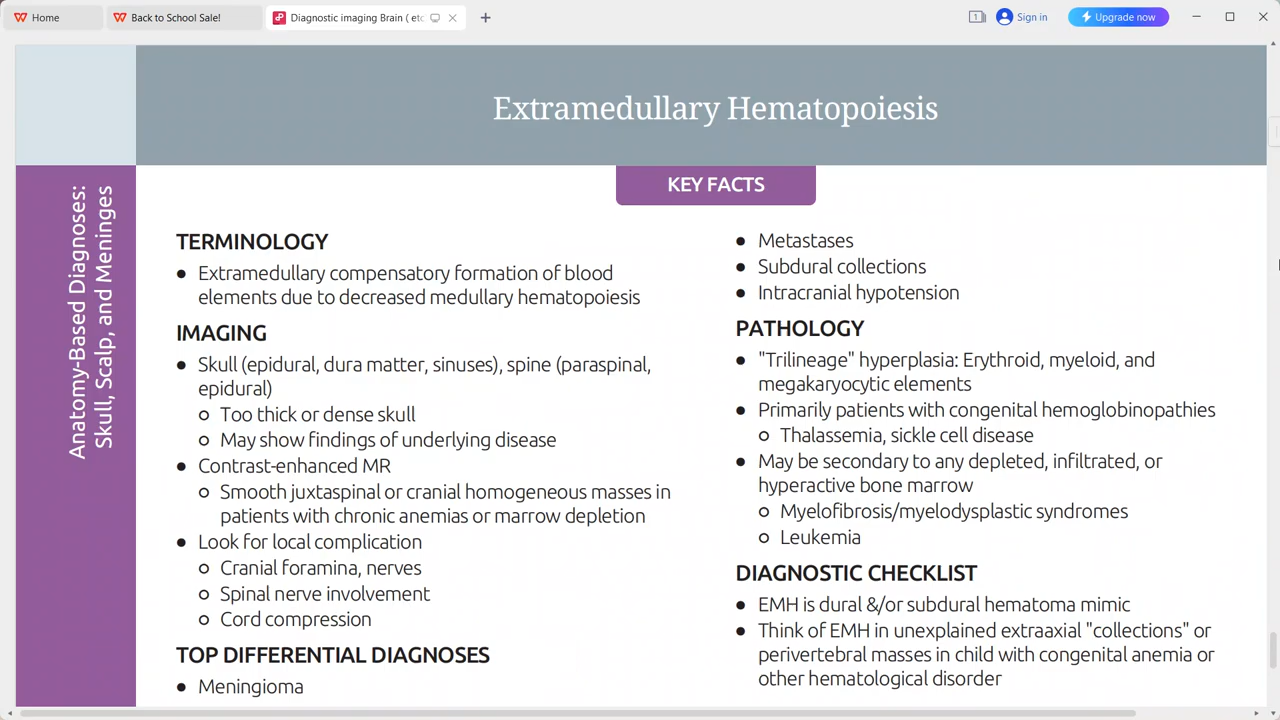 Home
Back to School Sale!
Diagnostic imaging Brain ( etc
1
Sign in
Upgrade now
Extramedullary Hematopoiesis
Anatomy-Based Diagnoses:
Skull, Scalp, and Meninges
KEY FACTS
TERMINOLOGY
● Extramedullary compensatory formation of blood
elements due to decreased medullary hematopoiesis
IMAGING
● Skull (epidural, dura matter, sinuses), spine (paraspinal,
epidural)
○ Too thick or dense skull
○ May show findings of underlying disease
● Contrast-enhanced MR
○ Smooth juxtaspinal or cranial homogeneous masses in
patients with chronic anemias or marrow depletion
● Look for local complication
○ Cranial foramina, nerves
○ Spinal nerve involvement
○ Cord compression
TOP DIFFERENTIAL DIAGNOSES
● Meningioma
● Metastases
● Subdural collections
● Intracranial hypotension
PATHOLOGY
● "Trilineage" hyperplasia: Erythroid, myeloid, and
megakaryocytic elements
● Primarily patients with congenital hemoglobinopathies
○ Thalassemia, sickle cell disease
● May be secondary to any depleted, infiltrated, or
hyperactive bone marrow
○ Myelofibrosis/myelodysplastic syndromes
○ Leukemia
DIAGNOSTIC CHECKLIST
● EMH is dural &/or subdural hematoma mimic
● Think of EMH in unexplained extraaxial "collections" or
perivertebral masses in child with congenital anemia or
other hematological disorder